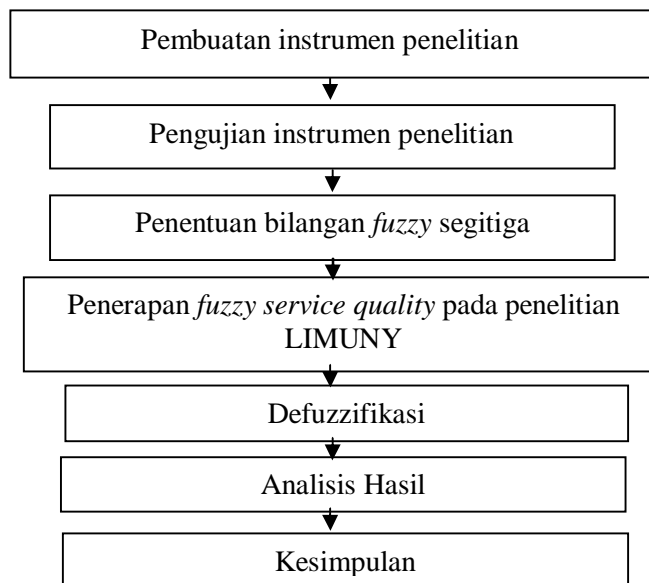 Pembuatan instrumen penelitian
Pengujian instrumen penelitian
Penentuan bilangan fuzzy segitiga
Penerapan fuzzy service quality pada penelitian
LIMUNY
Defuzzifikasi
Analisis Hasil
Kesimpulan